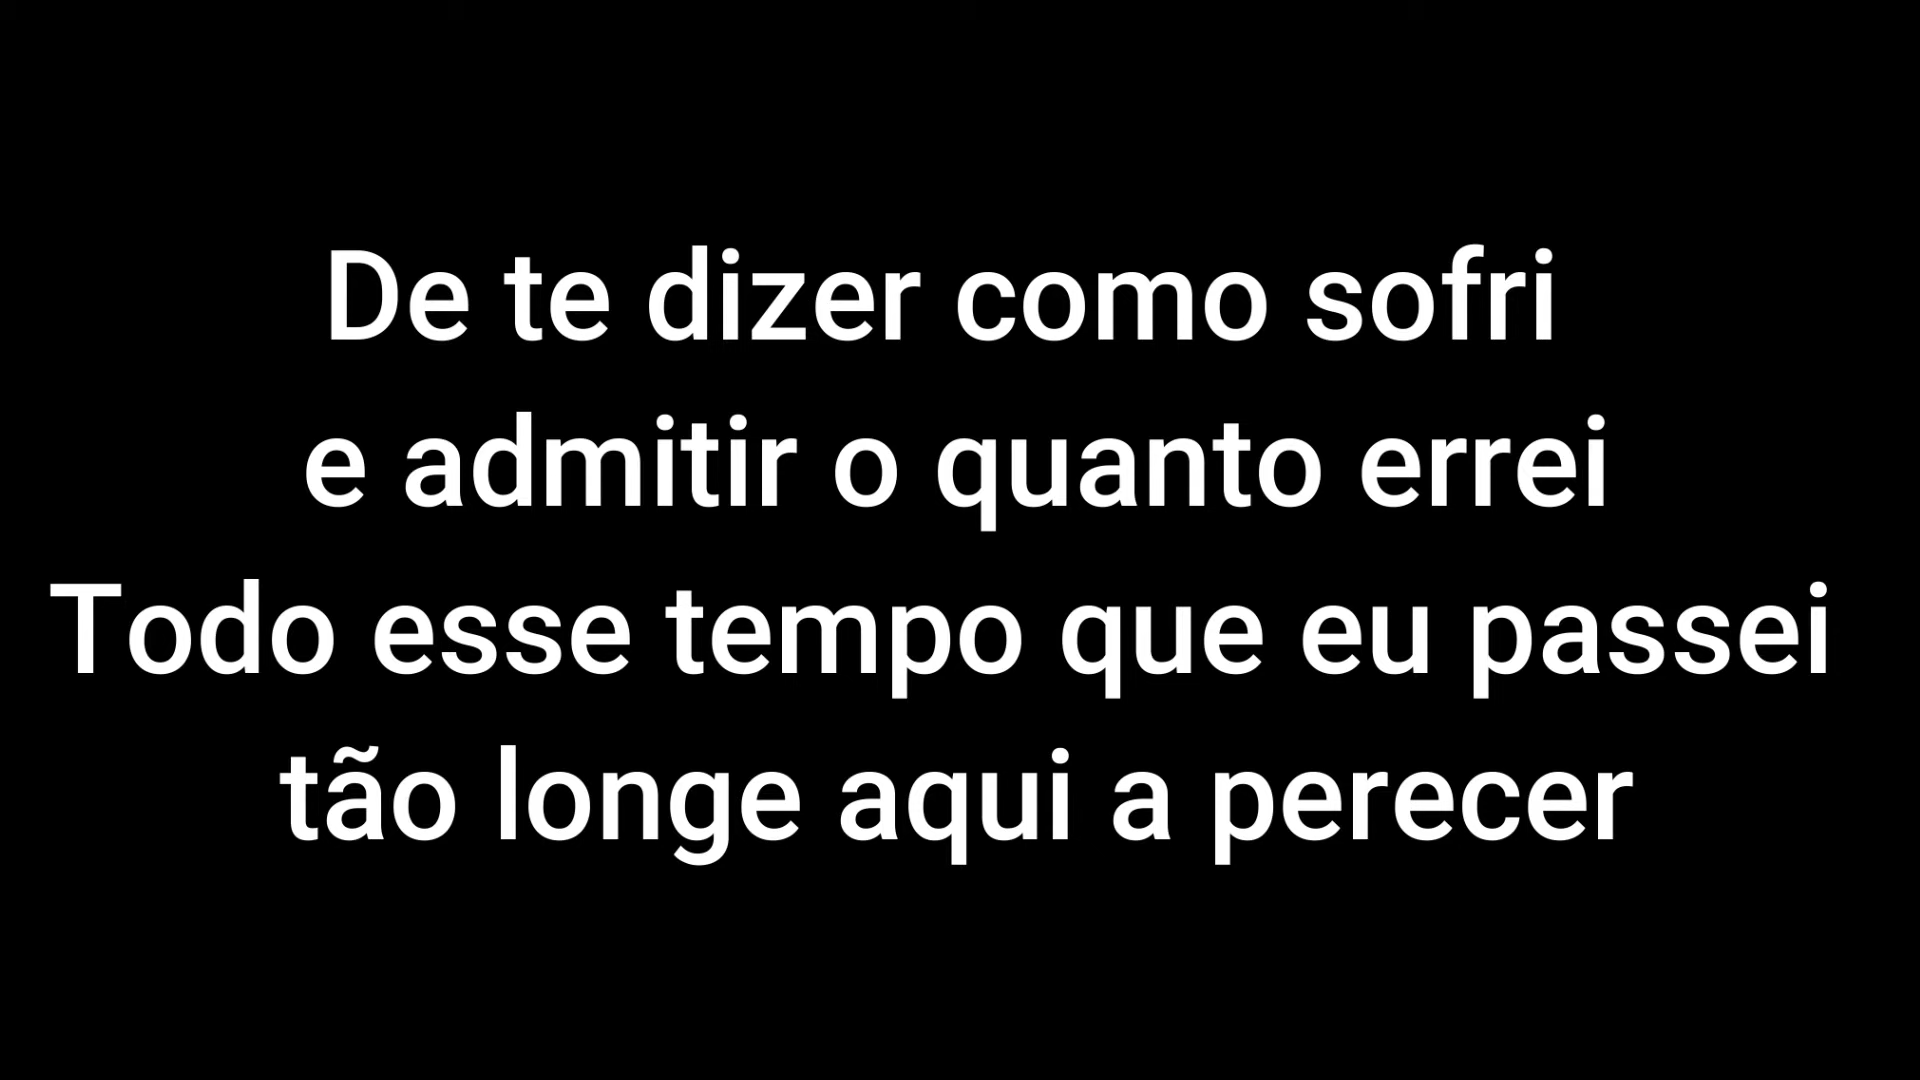 De te dizer como sofri
e admitir o quanto errei
Todo esse tempo que eu passei
tão longe aqui a perecer